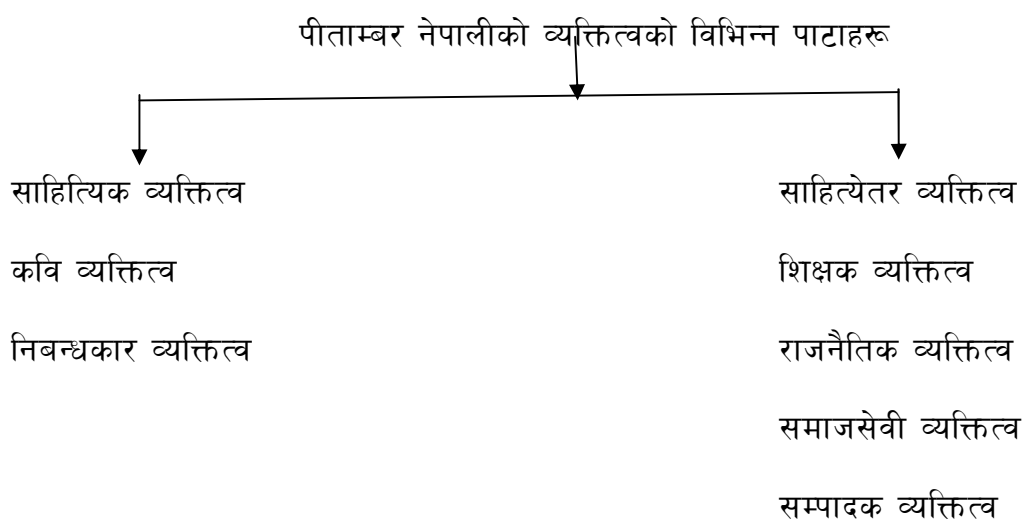 पीताम्बर नेपालीको व्यक्तित्वको विभिन्न पाटाहरू
साहित्यिक व्यक्तित्व
कवि व्यक्तित्व
निबन्धकार व्यक्तित्व
साहित्येतर व्यक्तित्व
शिक्षक व्यक्तित्व
राजनैतिक व्यक्तित्व
समाजसेवी व्यक्तित्व
सम्पादक व्यक्तित्व